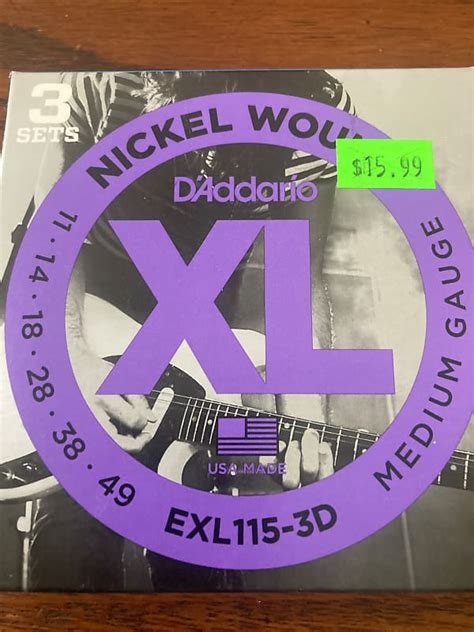 3
SETS
NICKEL WOU
$15.99
D'Addario
XL
11 · 14 · 18 · 28 · 38 · 49
MEDIUM GAUGE
USA MADE
EXL115-3D